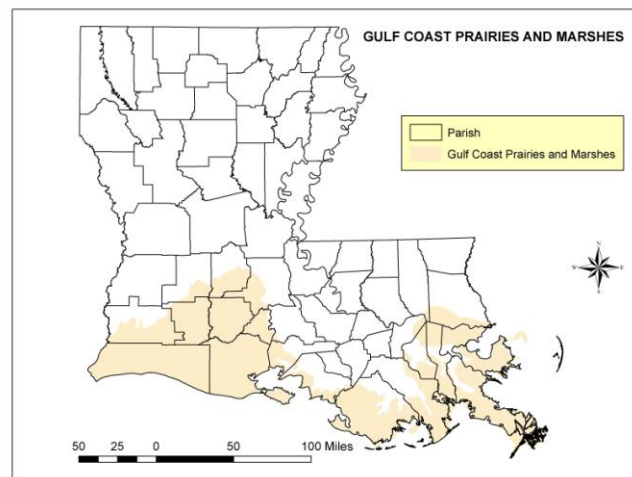 GULF COAST PRAIRIES AND MARSHES
Parish
Gulf Coast Prairies and Marshes
N
W E
S
50 25 0 50 100 Miles